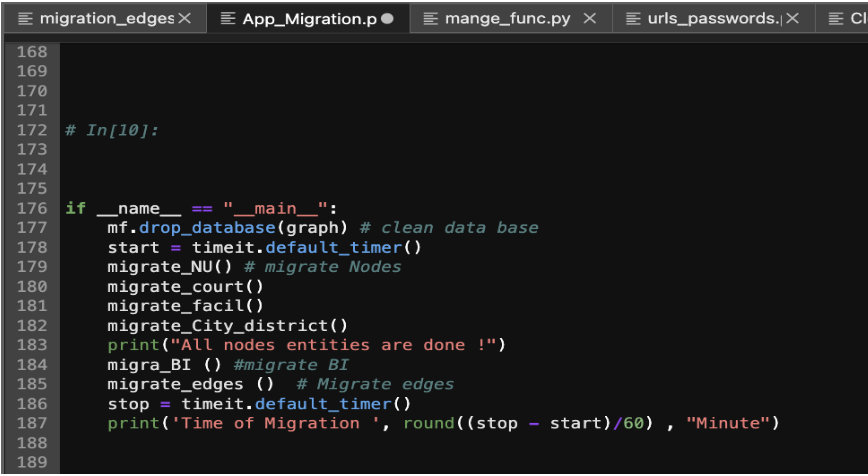 migration_edges App_Migration.p mange_func.py urls_passwords. Cl
168
169
170
171
172 # In[10]:
173
174
175
176 if __name__ == "__main__":
177 mf.drop_database(graph) # clean data base
178 start = timeit.default_timer()
179 migrate_NU() # migrate Nodes
180 migrate_court()
181 migrate_facil()
182 migrate_City_district()
183 print("All nodes entities are done !")
184 migra_BI () #migrate BI
185 migrate_edges () # Migrate edges
186 stop = timeit.default_timer()
187 print('Time of Migration ', round((stop - start)/60) , "Minute")
188
189